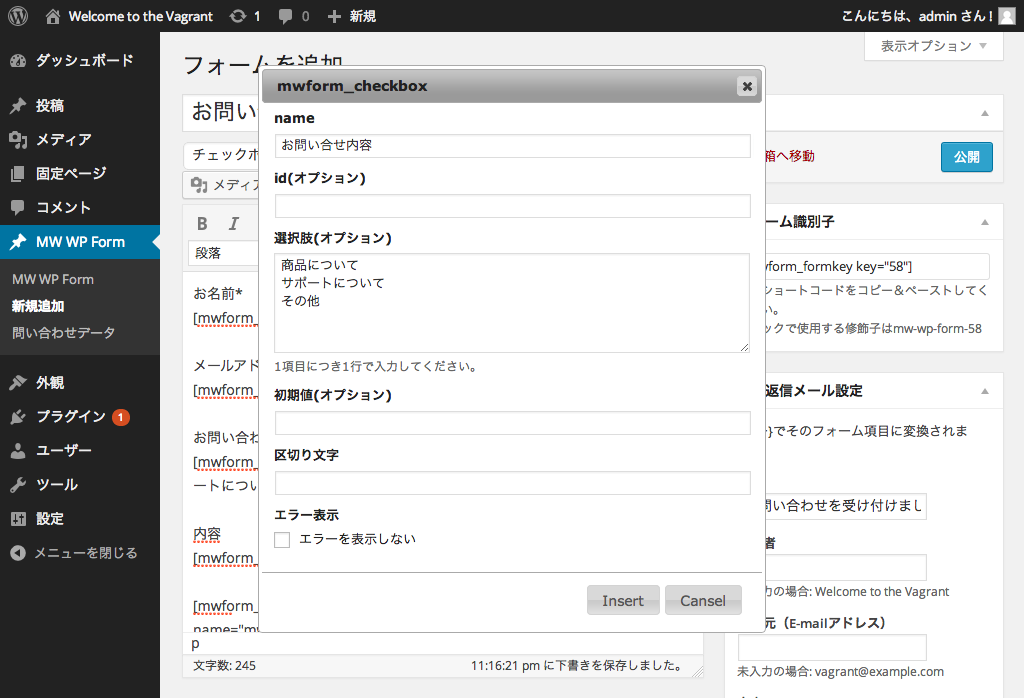 Welcome to the Vagrant
1
0
新規
こんにちは、admin さん!
ダッシュボード
投稿
メディア
固定ページ
コメント
MW WP Form
MW WP Form
新規追加
問い合わせデータ
外観
プラグイン 1
ユーザー
ツール
設定
メニューを閉じる
表示オプション
フォームを追加
お問い
チェックボ
メディア
B I
段落
お名前*
[mwform_
メールアド
[mwform_
お問い合わ
[mwform_
ートについ
内容
[mwform_
[mwform_
name="mw
p
文字数: 245
11:16:21 pm に下書きを保存しました。
mwform_checkbox
name
お問い合せ内容
id(オプション)
選択肢(オプション)
商品について
サポートについて
その他
1項目につき1行で入力してください。
初期値(オプション)
区切り文字
エラー表示
エラーを表示しない
Insert
Cansel
箱へ移動
公開
ーム識別子
form_formkey key="58"]
ショートコードをコピー＆ペーストしてく
い。
ックで使用する修飾子はmw-wp-form-58
返信メール設定
}でそのフォーム項目に変換されま
問い合わせを受け付けまし
者
力の場合: Welcome to the Vagrant
元（E-mailアドレス）
未入力の場合: vagrant@example.com